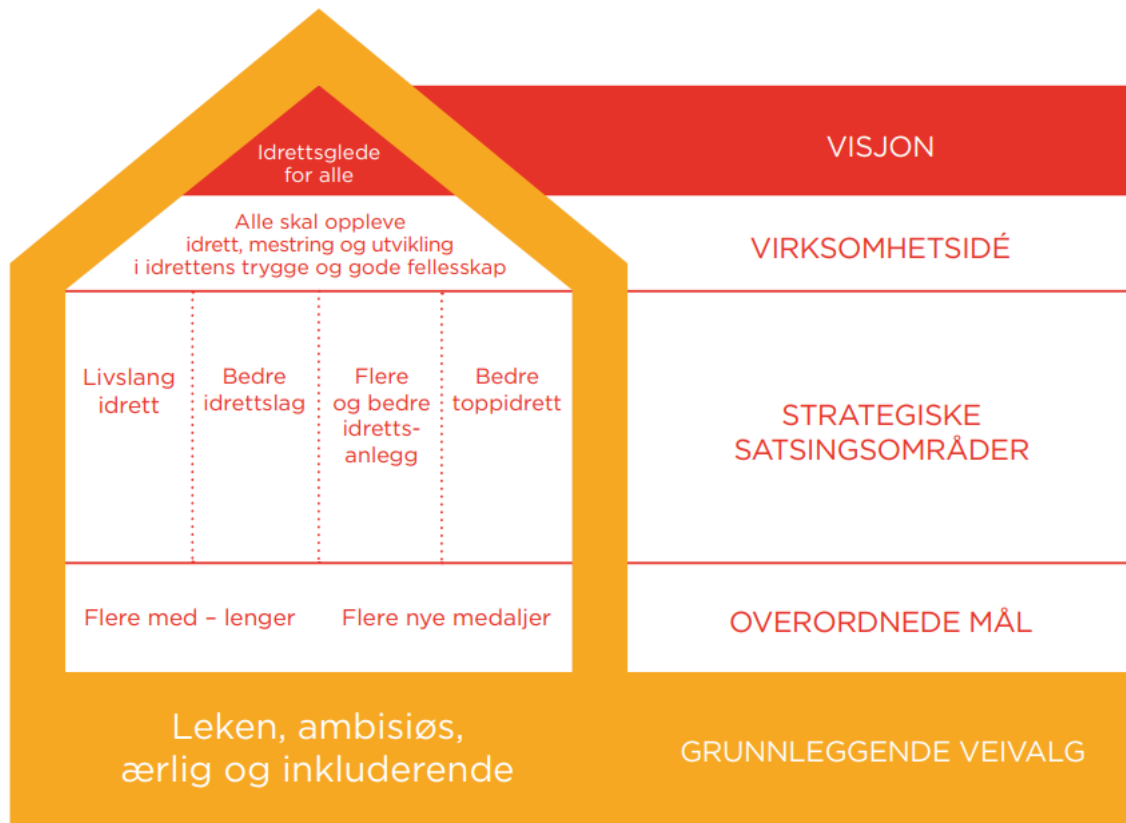 Idrettsglede
for alle
VISJON
Alle skal oppleve
idrett, mestring og utvikling
i idrettens trygge og gode fellesskap
VIRKSOMHETSIDÉ
Livslang
idrett
Bedre
idrettslag
Flere
og bedre
idretts-
anlegg
Bedre
toppidrett
STRATEGISKE
SATSINGSOMRÅDER
Flere med – lenger
Flere nye medaljer
OVERORDNEDE MÅL
Leken, ambisiøs,
ærlig og inkluderende
GRUNNLEGGENDE VEIVALG